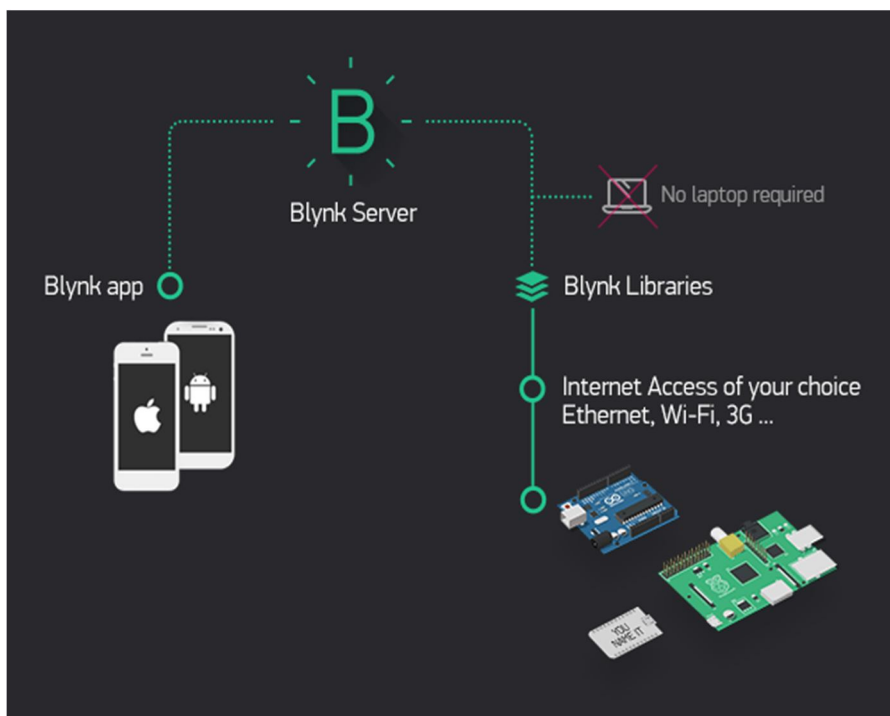 B
Blynk Server
No laptop required
Blynk app
Blynk Libraries
Internet Access of your choice
Ethernet, Wi-Fi, 3G ...
YOU
NAME IT